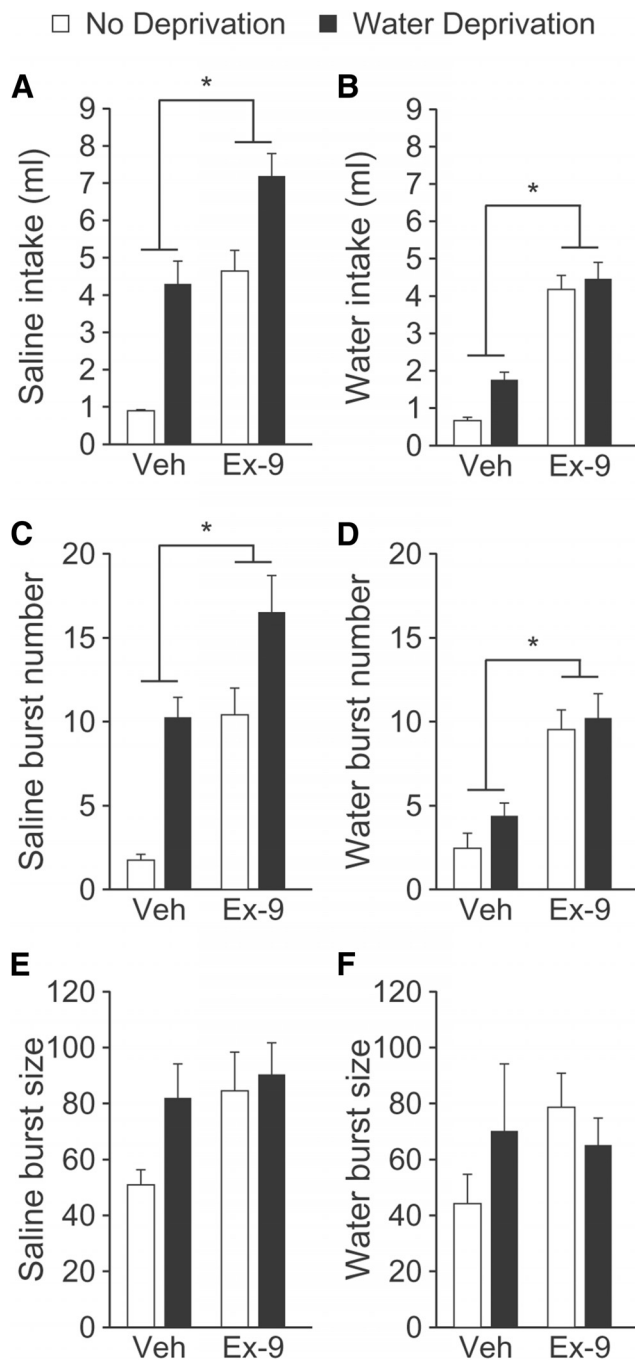 No Deprivation Water Deprivation
A B
* *
Saline intake (ml)
9
8
7
6
5
4
3
2
1
0
Veh Ex-9
Water intake (ml)
9
8
7
6
5
4
3
2
1
0
Veh Ex-9
C D
* *
Saline burst number
20
15
10
5
0
Veh Ex-9
Water burst number
20
15
10
5
0
Veh Ex-9
E F
Saline burst size
120
100
80
60
40
20
0
Veh Ex-9
Water burst size
120
100
80
60
40
20
0
Veh Ex-9